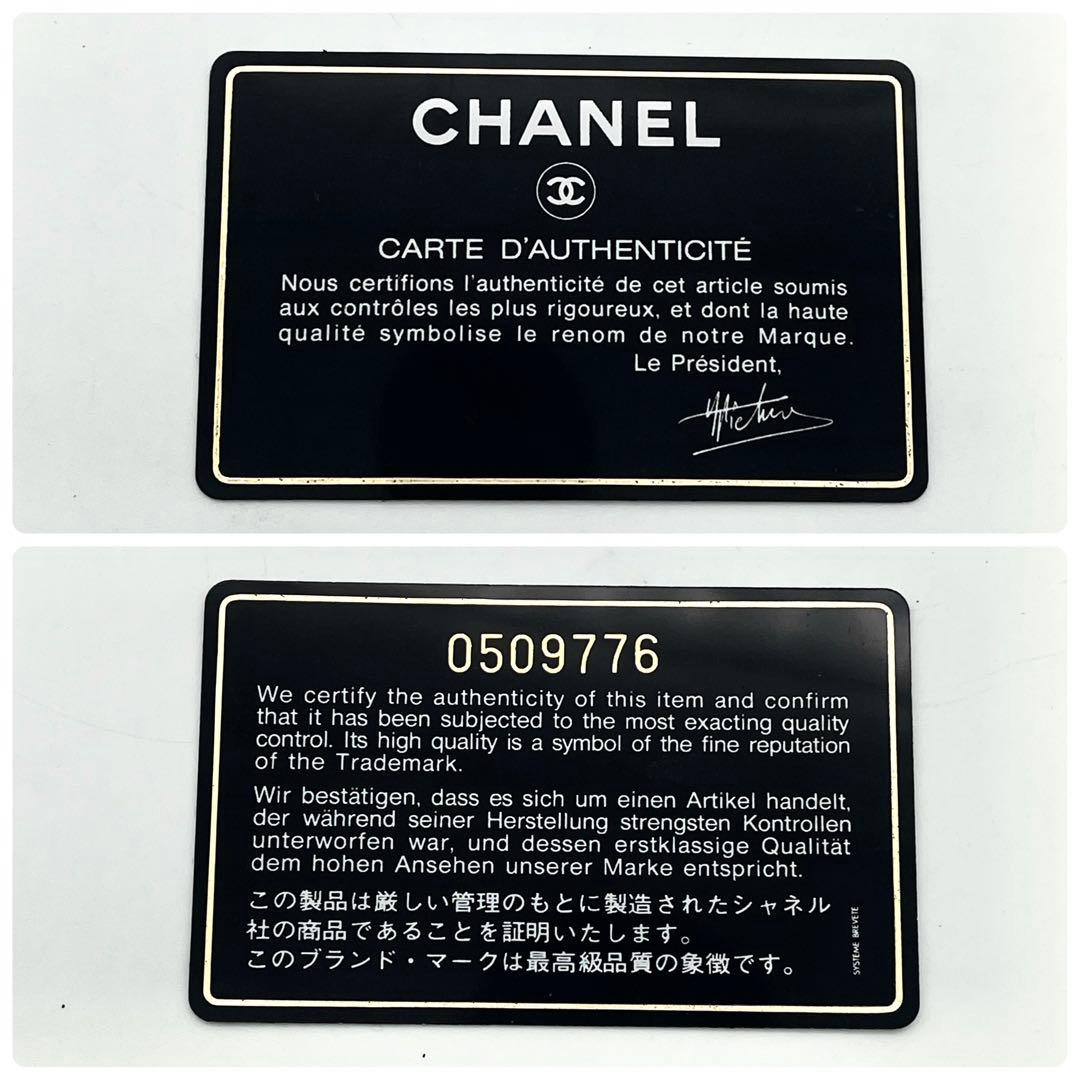 CHANEL
CARTE D'AUTHENTICITÉ
Nous certifions l'authenticité de cet article soumis
aux contrôles les plus rigoureux, et dont la haute
qualité symbolise le renom de notre Marque.
Le Président,
0509776
We certify the authenticity of this item and confirm
that it has been subjected to the most exacting quality
control. Its high quality is a symbol of the fine reputation
of the Trademark.
Wir bestätigen, dass es sich um einen Artikel handelt,
der während seiner Herstellung strengsten Kontrollen
unterworfen war, und dessen erstklassige Qualität
dem hohen Ansehen unserer Marke entspricht.
この製品は厳しい管理のもとに製造されたシャネル
社の商品であることを証明いたします。
このブランド・マークは最高級品質の象徴です。
SYSTEME BREVETE